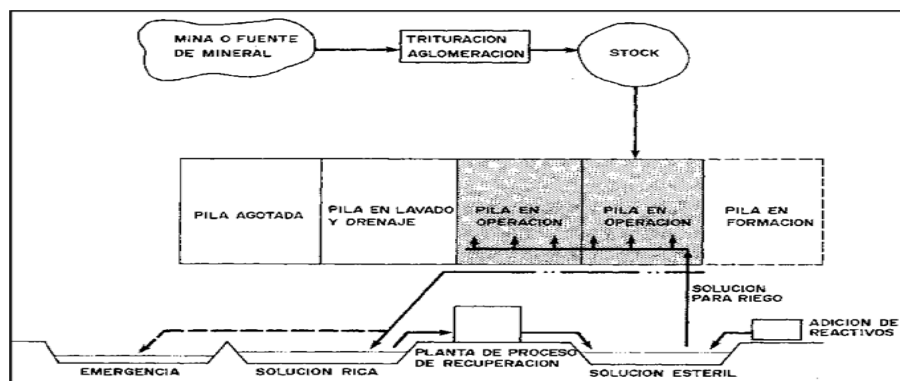 MINA O FUENTE
DE MINERAL
TRITURACION
AGLOMERACION
STOCK
PILA AGOTADA
PILA EN LAVADO
Y DRENAJE
PILA EN
OPERACION
PILA EN
OPERACION
PILA EN
FORMACION
SOLUCION
PARA RIEGO
ADICION DE
REACTIVOS
EMERGENCIA
SOLUCION RICA
PLANTA DE PROCESO
DE RECUPERACION
SOLUCION ESTERIL